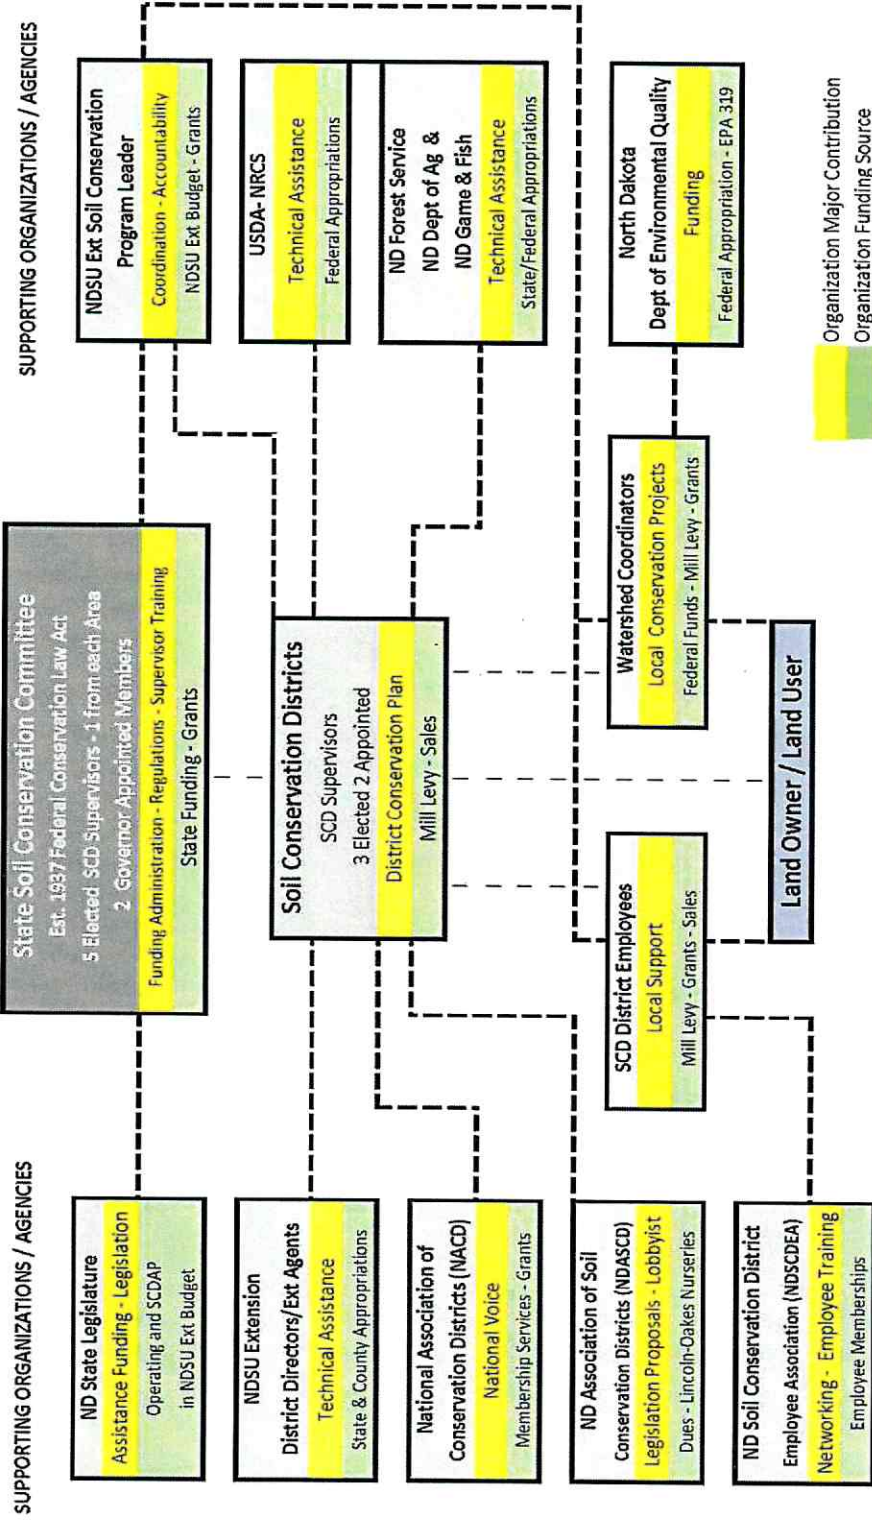 SUPPORTING ORGANIZATIONS / AGENCIES
ND State Legislature
Assistance Funding - Legislation
Operating and SCDAP
in NDSU Ext Budget
NDSU Extension
District Directors/Ext Agents
Technical Assistance
State & County Appropriations
National Association of
Conservation Districts (NACD)
National Voice
Membership Services - Grants
ND Association of Soil
Conservation Districts (NDASCD)
Legislation Proposals - Lobbyist
Dues - Lincoln-Oakes Nurseries
ND Soil Conservation District
Employee Association (NDSCDEA)
Networking - Employee Training
Employee Memberships
State Soil Conservation Committee
Est. 1937 Federal Conservation Law Act
5 Elected SCD Supervisors - 1 from each Area
2 Governor Appointed Members
Funding Administration - Regulations - Supervisor Training
State Funding - Grants
Soil Conservation Districts
SCD Supervisors
3 Elected 2 Appointed
District Conservation Plan
Mill Levy - Sales
SCD District Employees
Local Support
Mill Levy - Grants - Sales
Watershed Coordinators
Local Conservation Projects
Federal Funds - Mill Levy - Grants
Land Owner / Land User
SUPPORTING ORGANIZATIONS / AGENCIES
NDSU Ext Soil Conservation
Program Leader
Coordination - Accountability
NDSU Ext Budget - Grants
USDA- NRCS
Technical Assistance
Federal Appropriations
ND Forest Service
ND Dept of Ag &
ND Game & Fish
Technical Assistance
State/Federal Appropriations
North Dakota
Dept of Environmental Quality
Funding
Federal Appropriation - EPA 319
Organization Major Contribution
Organization Funding Source